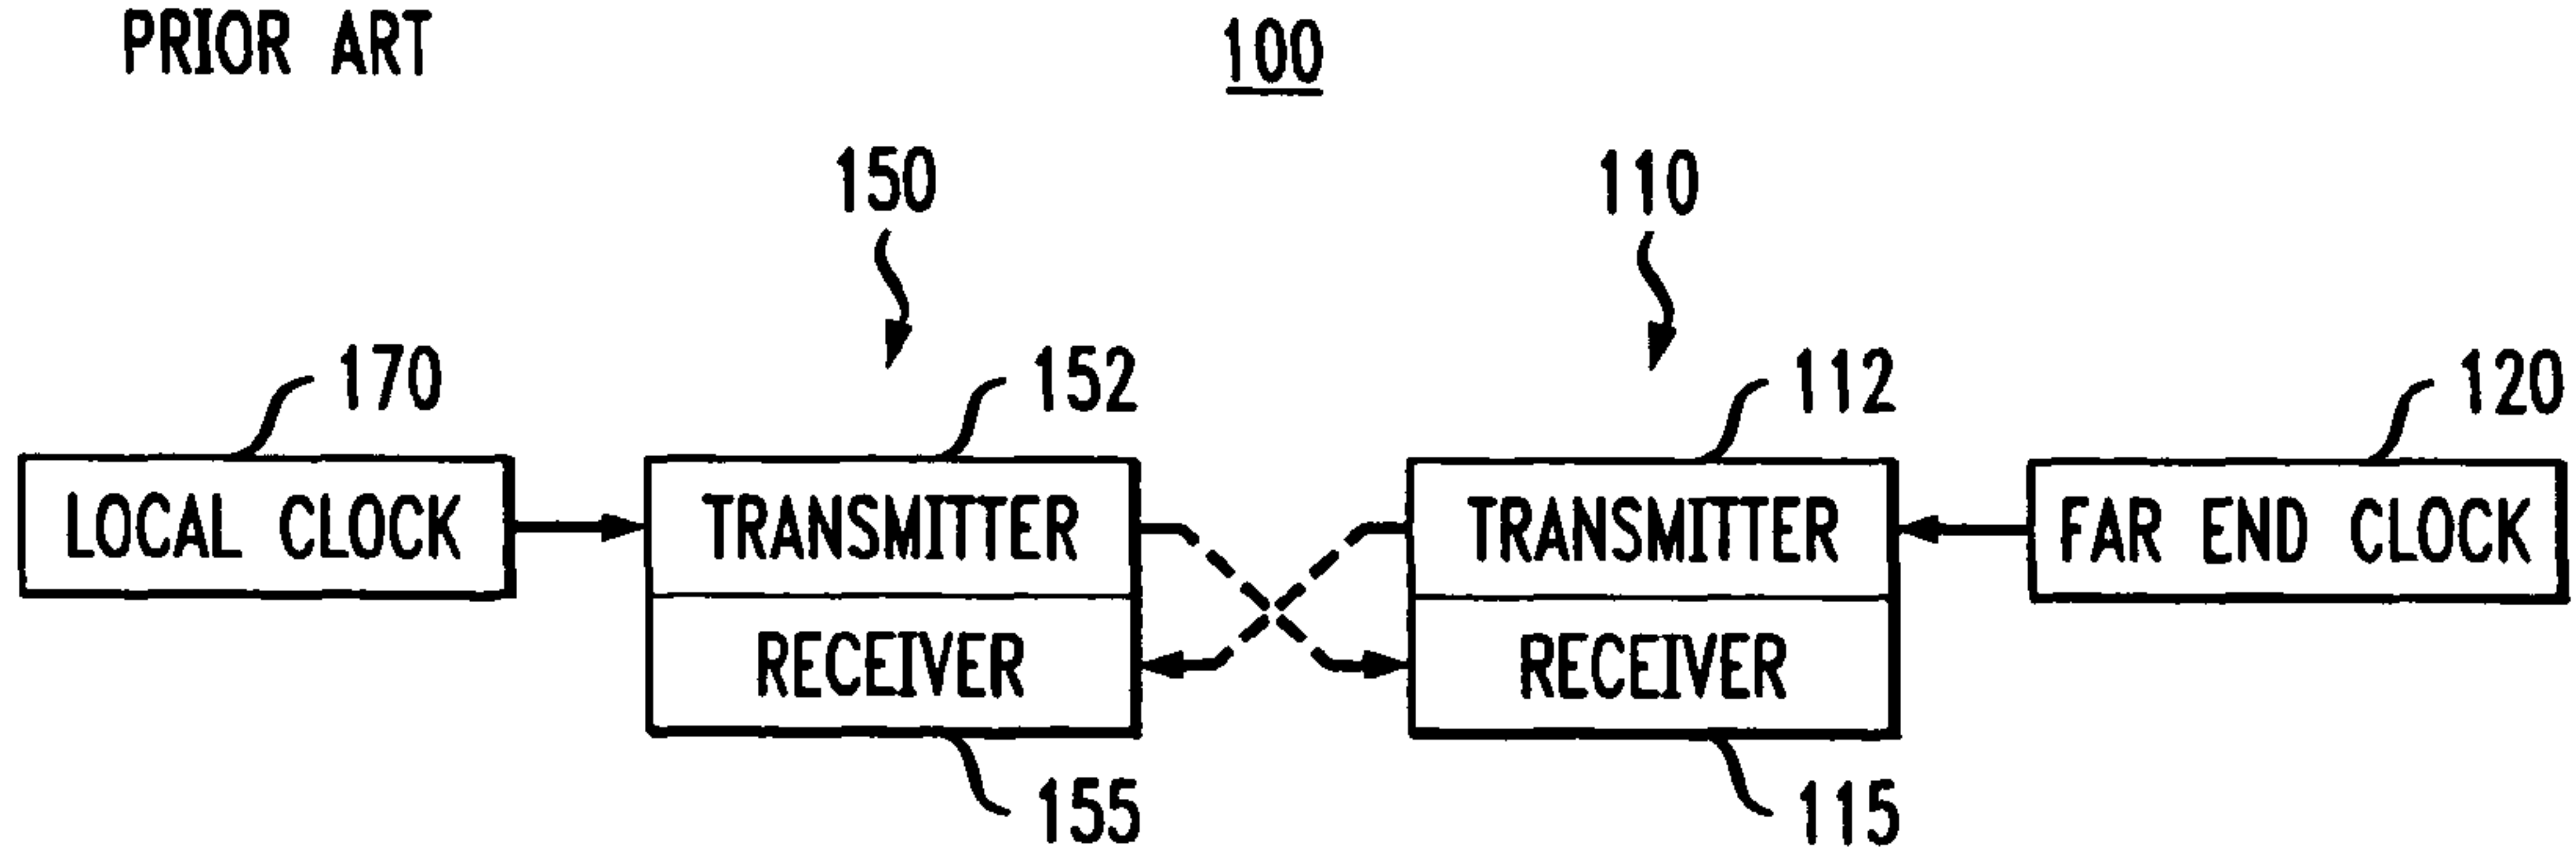 PRIOR ART
100
150
110
170
152
112
120
LOCAL CLOCK
TRANSMITTER
TRANSMITTER
FAR END CLOCK
RECEIVER
RECEIVER
155
115